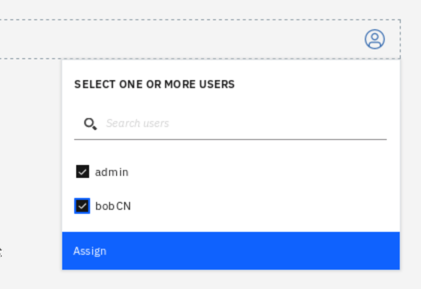 SELECT ONE OR MORE USERS
Search users
admin
bobCN
Assign